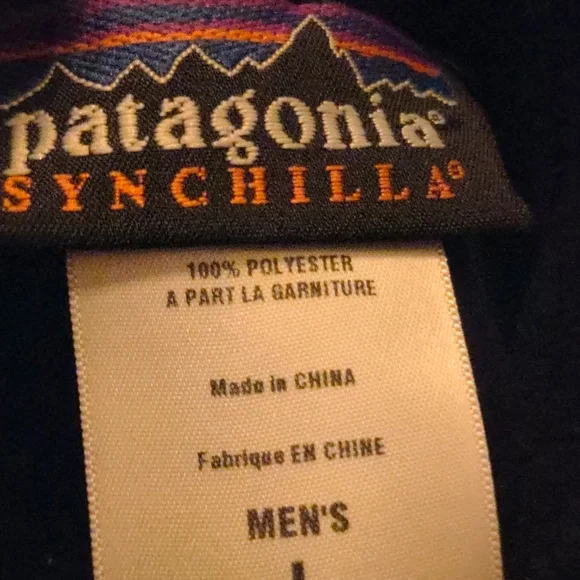 patagonia®
SYNCHILLA®
100% POLYESTER
A PART LA GARNITURE
Made in CHINA
Fabrique EN CHINE
MEN'S